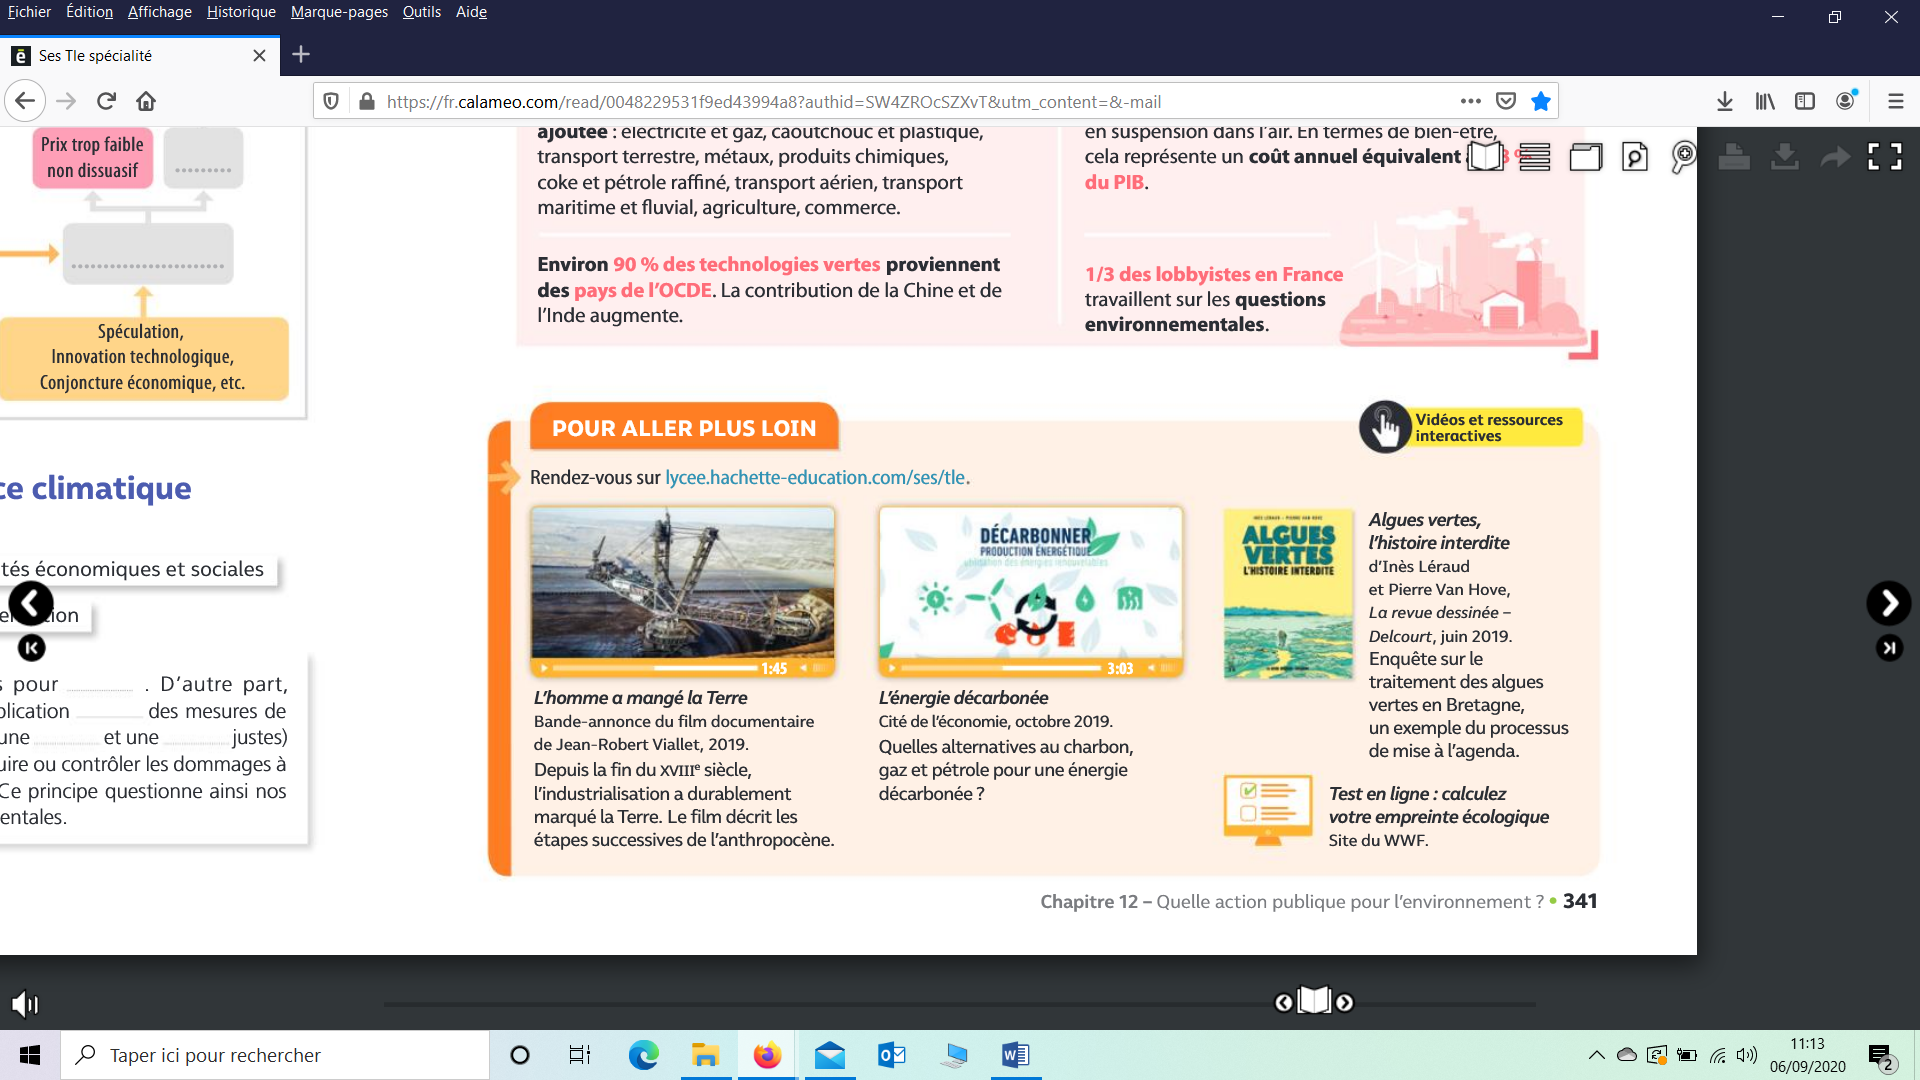 Fichier Édition Affichage Historique Marque-pages Outils Aide
Ses Tle spécialité
https://fr.calameo.com/read/0048229531f9ed43994a8?authid=SW4ZROcSZXvT&utm_content=&-mail
Prix trop faible
non dissuasif
Spéculation,
Innovation technologique,
Conjoncture économique, etc.
ce climatique
tés économiques et sociales
s pour ............ . D'autre part,
plication ............ des mesures de
une ............ et une ............ justes)
uire ou contrôler les dommages à
Ce principe questionne ainsi nos
entales.
ajoutée : électricité et gaz, caoutchouc et plastique,
transport terrestre, métaux, produits chimiques,
coke et pétrole raffiné, transport aérien, transport
maritime et fluvial, agriculture, commerce.
Environ 90 % des technologies vertes proviennent
des pays de l'OCDE. La contribution de la Chine et de
l'Inde augmente.
en suspension dans l'air. En termes de bien-être,
cela représente un coût annuel équivalent
du PIB.
1/3 des lobbyistes en France
travaillent sur les questions
environnementales.
POUR ALLER PLUS LOIN
Vidéos et ressources
interactives
Rendez-vous sur lycee.hachette-education.com/ses/tle.
1:45
L'homme a mangé la Terre
Bande-annonce du film documentaire
de Jean-Robert Viallet, 2019.
Depuis la fin du XVIIIe siècle,
l'industrialisation a durablement
marqué la Terre. Le film décrit les
étapes successives de l'anthropocène.
DÉCARBONNER
PRODUCTION ÉNERGÉTIQUE
utilisation des énergies renouvelables
3:03
L'énergie décarbonée
Cité de l'économie, octobre 2019.
Quelles alternatives au charbon,
gaz et pétrole pour une énergie
décarbonée ?
INÈS LÉRAUD - PIERRE VAN HOVE
ALGUES
VERTES
L'HISTOIRE INTERDITE
Algues vertes,
l'histoire interdite
d'Inès Léraud
et Pierre Van Hove,
La revue dessinée –
Delcourt, juin 2019.
Enquête sur le
traitement des algues
vertes en Bretagne,
un exemple du processus
de mise à l'agenda.
Test en ligne : calculez
votre empreinte écologique
Site du WWF.
Chapitre 12 – Quelle action publique pour l'environnement ? • 341
Taper ici pour rechercher
11:13
06/09/2020
2